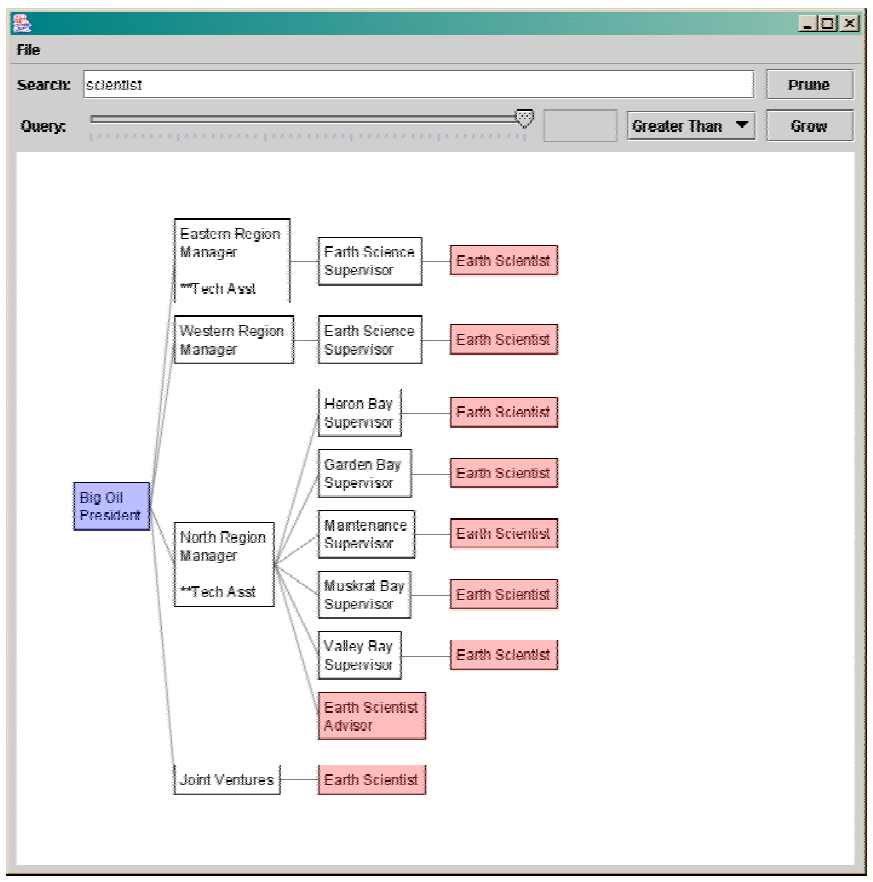 File
Search: scientist Prune
Query: Greater Than Grow
Eastern Region
Manager
**Tech Asst
Earth Science
Supervisor
Earth Scientist
Western Region
Manager
Earth Science
Supervisor
Earth Scientist
Big Oil
President
North Region
Manager
**Tech Asst
Heron Bay
Supervisor
Earth Scientist
Garden Bay
Supervisor
Earth Scientist
Maintenance
Supervisor
Earth Scientist
Muskrat Bay
Supervisor
Earth Scientist
Valley Bay
Supervisor
Earth Scientist
Earth Scientist
Advisor
Joint Ventures
Earth Scientist